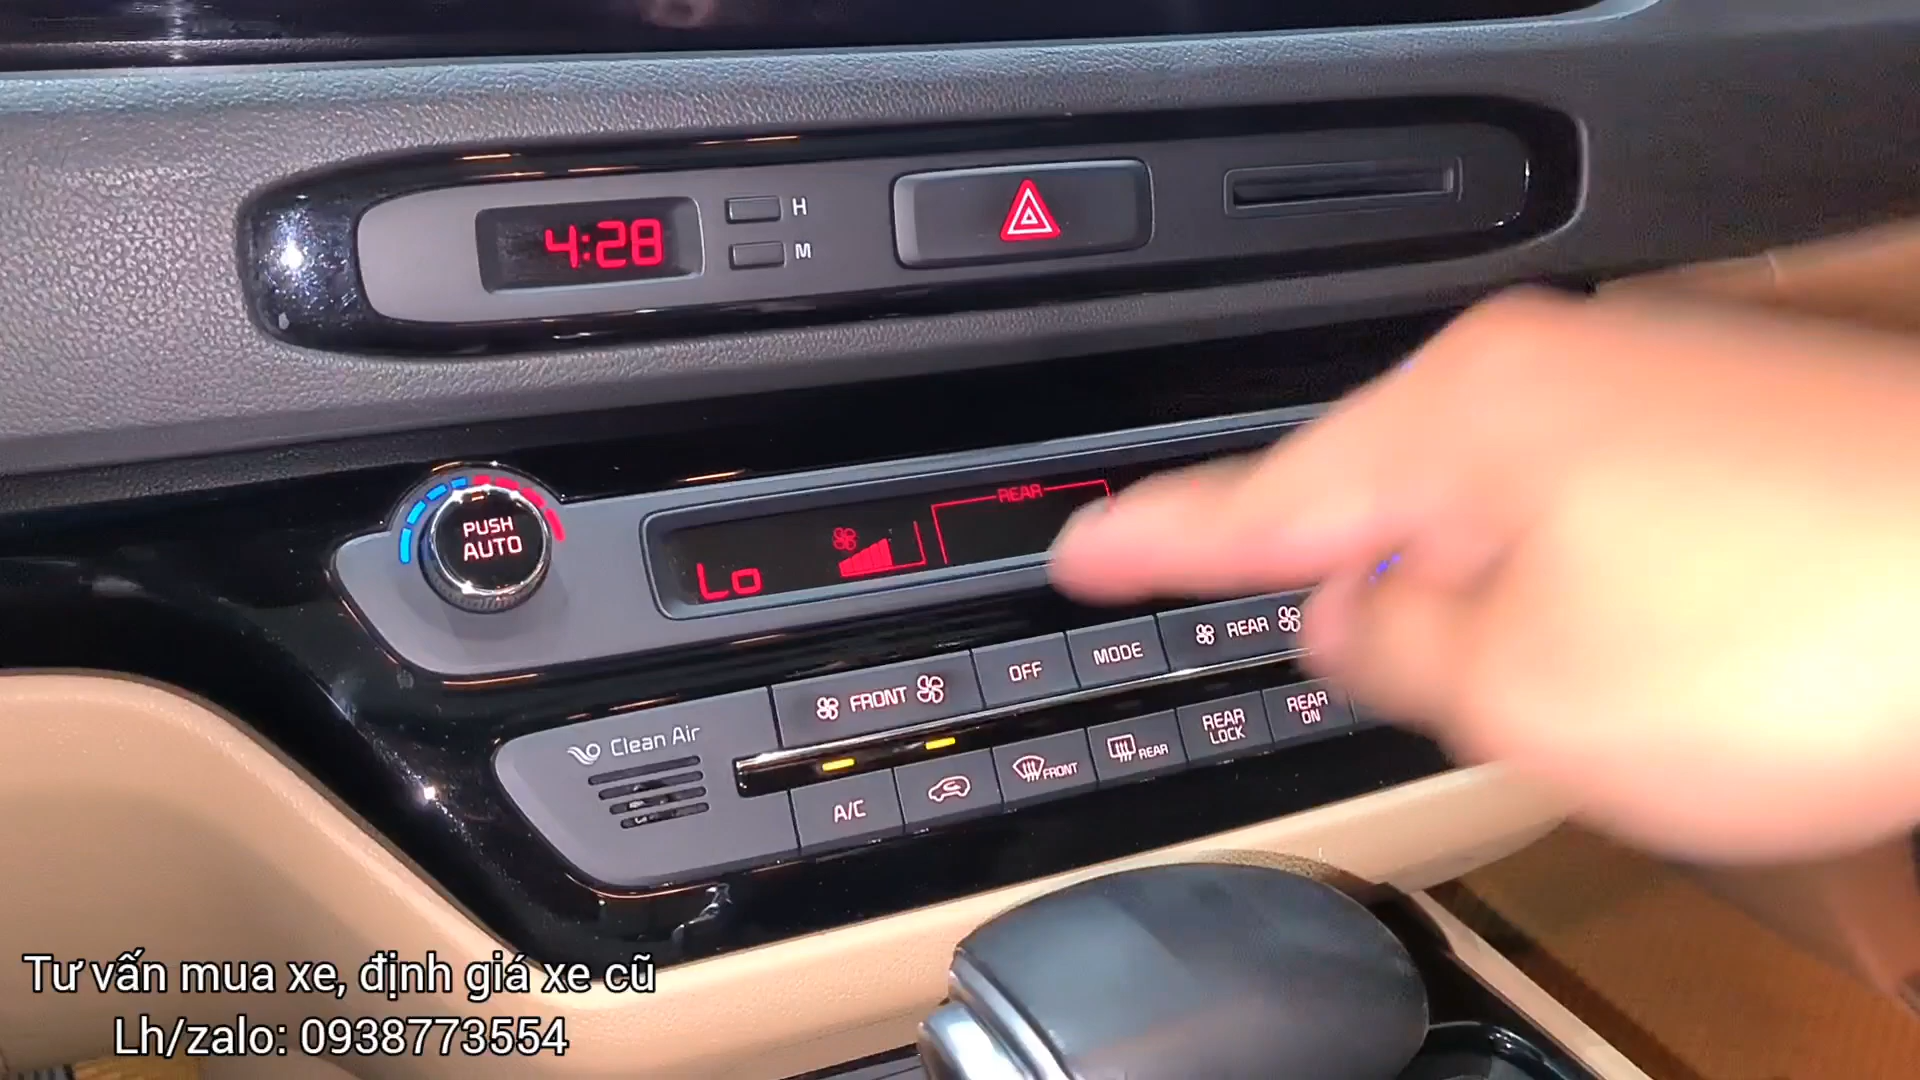 4:28
H
M
PUSH
AUTO
REAR
Lo
FRONT
OFF
MODE
REAR
Clean Air
A/C
FRONT
REAR
REAR
LOCK
REAR
ON
Tư vấn mua xe, định giá xe cũ
Lh/zalo: 0938773554